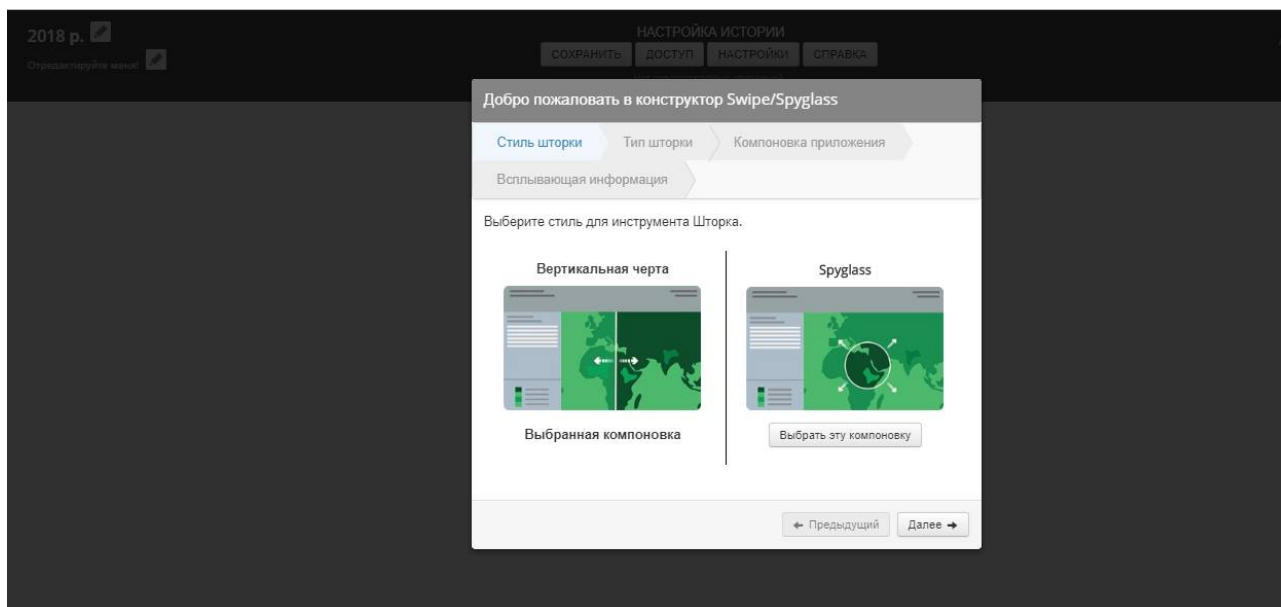 2018 р.
Отредактируйте меня!
НАСТРОЙКА ИСТОРИИ
СОХРАНИТЬ ДОСТУП НАСТРОЙКИ СПРАВКА
Добро пожаловать в конструктор Swipe/Spyglass
Стиль шторки Тип шторки Компоновка приложения
Всплывающая информация
Выберите стиль для инструмента Шторка.
Вертикальная черта Spyglass
Выбранная компоновка Выбрать эту компоновку
← Предыдущий Далее →